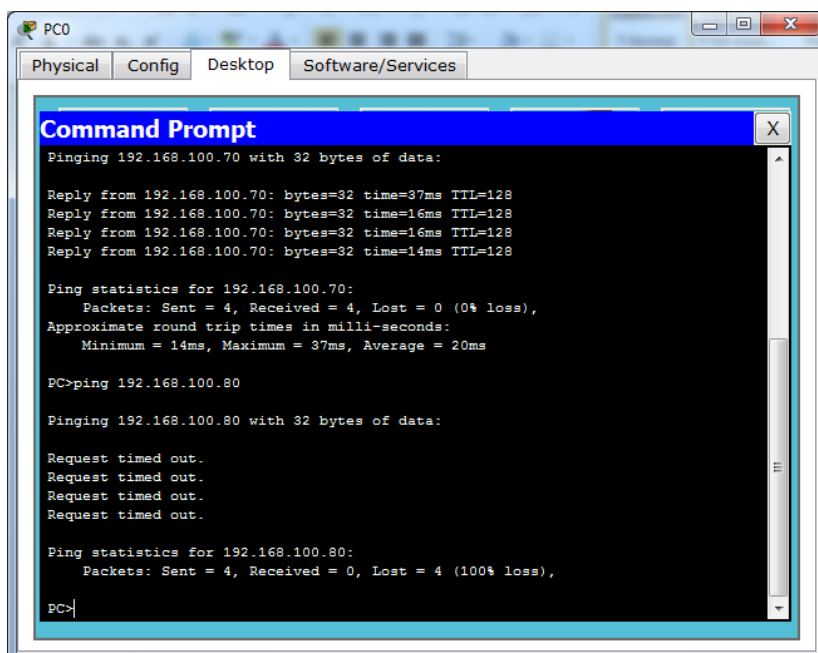 PC0
Physical Config Desktop Software/Services
Command Prompt X
Pinging 192.168.100.70 with 32 bytes of data:
Reply from 192.168.100.70: bytes=32 time=37ms TTL=128
Reply from 192.168.100.70: bytes=32 time=16ms TTL=128
Reply from 192.168.100.70: bytes=32 time=16ms TTL=128
Reply from 192.168.100.70: bytes=32 time=14ms TTL=128
Ping statistics for 192.168.100.70:
Packets: Sent = 4, Received = 4, Lost = 0 (0% loss),
Approximate round trip times in milli-seconds:
Minimum = 14ms, Maximum = 37ms, Average = 20ms
PC>ping 192.168.100.80
Pinging 192.168.100.80 with 32 bytes of data:
Request timed out.
Request timed out.
Request timed out.
Request timed out.
Ping statistics for 192.168.100.80:
Packets: Sent = 4, Received = 0, Lost = 4 (100% loss),
PC>